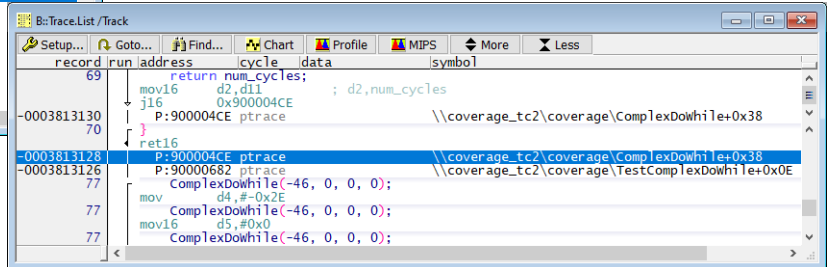 B::Trace.List /Track
Setup... Goto... Find... Chart Profile MIPS More Less
record run address cycle data symbol
69 return num_cycles;
mov16 d2,d11 ; d2,num_cycles
j16 0x900004CE
-0003813130 P:900004CE ptrace \\coverage_tc2\coverage\ComplexDoWhile+0x38
70 }
ret16
-0003813128 P:900004CE ptrace \\coverage_tc2\coverage\ComplexDoWhile+0x38
-0003813126 P:90000682 ptrace \\coverage_tc2\coverage\TestComplexDoWhile+0x0E
77 ComplexDoWhile(-46, 0, 0, 0);
mov d4,#-0x2E
77 ComplexDoWhile(-46, 0, 0, 0);
mov16 d5,#0x0
77 ComplexDoWhile(-46, 0, 0, 0);